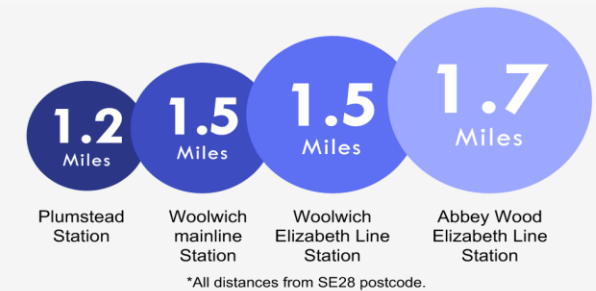 1.2
Miles
1.5
Miles
1.5
Miles
1.7
Miles
Plumstead
Station
Woolwich
mainline
Station
Woolwich
Elizabeth Line
Station
Abbey Wood
Elizabeth Line
Station
*All distances from SE28 postcode.